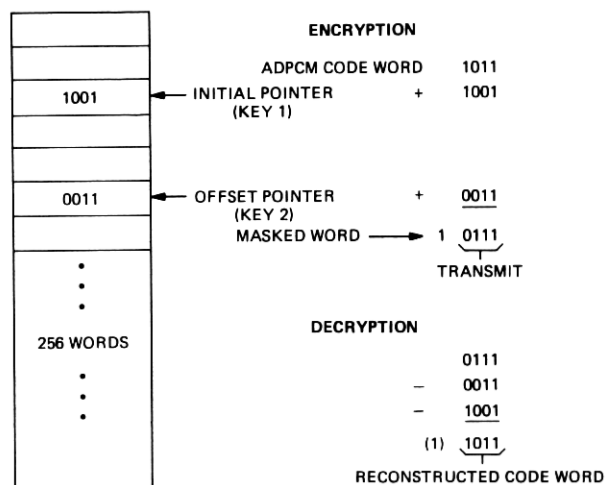 ENCRYPTION
ADPCM CODE WORD 1011
1001 INITIAL POINTER + 1001
(KEY 1)
0011 OFFSET POINTER + 0011
(KEY 2)
MASKED WORD 1 0111
TRANSMIT
256 WORDS
DECRYPTION
0111
− 0011
− 1001
(1) 1011
RECONSTRUCTED CODE WORD